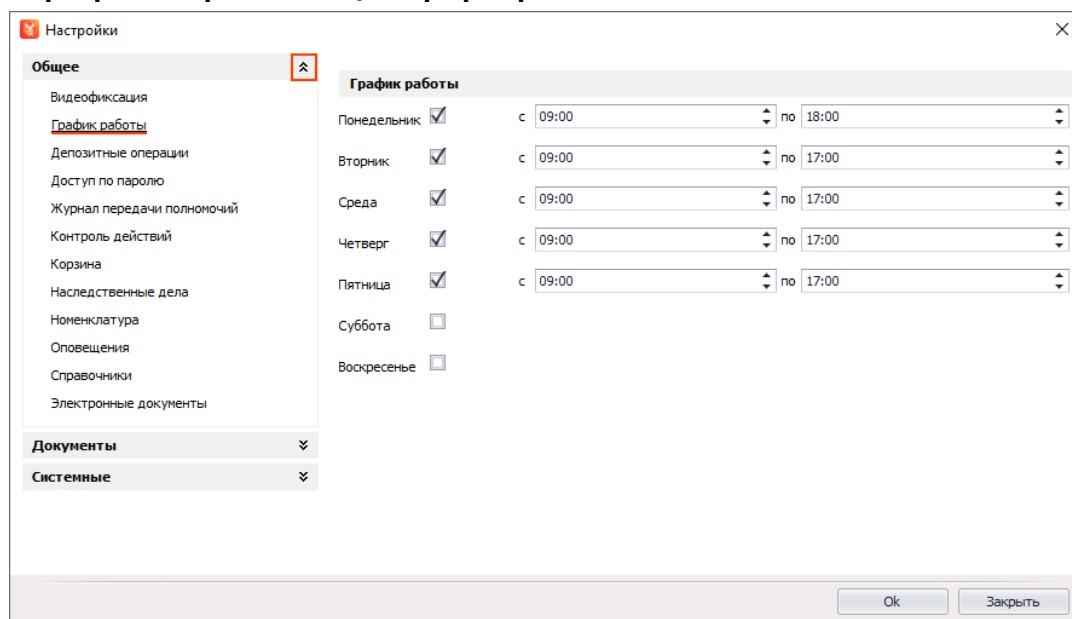 Настройки
Общее
Видеофиксация
График работы
Депозитные операции
Доступ по паролю
Журнал передачи полномочий
Контроль действий
Корзина
Наследственные дела
Номенклатура
Оповещения
Справочники
Электронные документы
Документы
Системные
График работы
Понедельник с 09:00 по 18:00
Вторник с 09:00 по 17:00
Среда с 09:00 по 17:00
Четверг с 09:00 по 17:00
Пятница с 09:00 по 17:00
Суббота
Воскресенье
Ok Закрыть